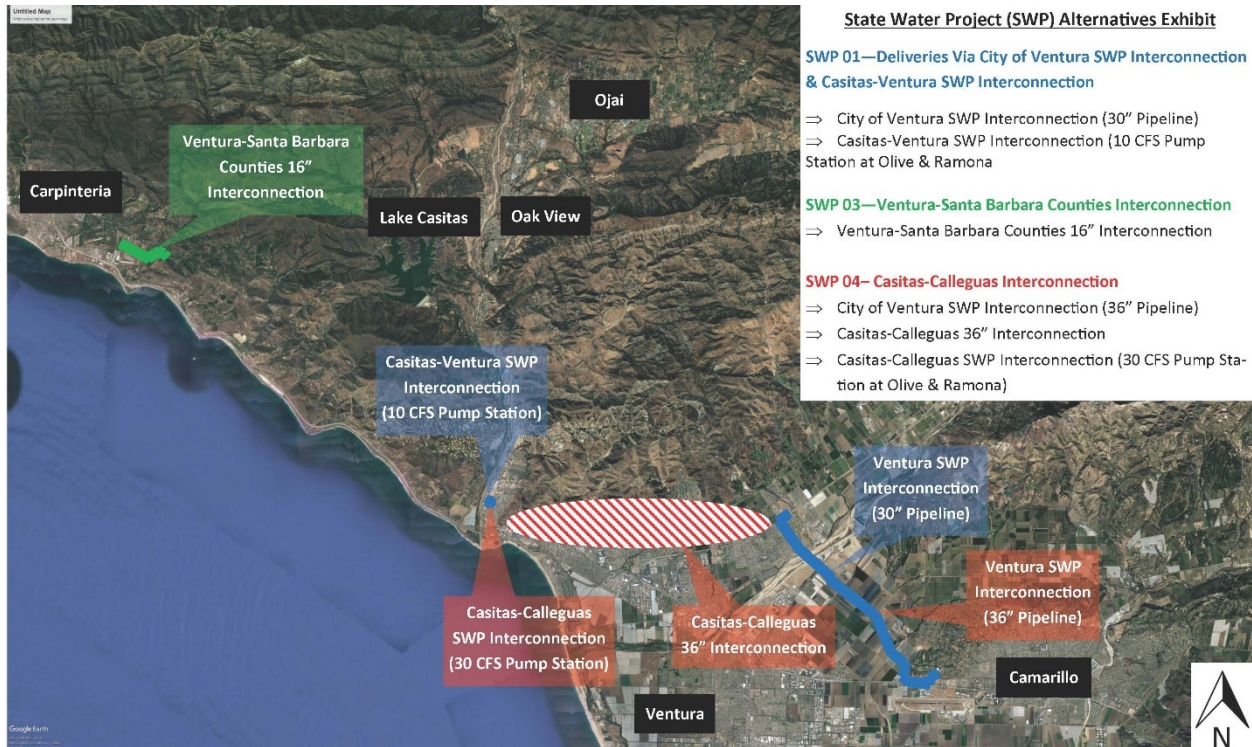 Untitled Map
State Water Project (SWP) Alternatives Exhibit
SWP 01—Deliveries Via City of Ventura SWP Interconnection
& Casitas-Ventura SWP Interconnection
⇒ City of Ventura SWP Interconnection (30” Pipeline)
⇒ Casitas-Ventura SWP Interconnection (10 CFS Pump
Station at Olive & Ramona
SWP 03—Ventura-Santa Barbara Counties Interconnection
⇒ Ventura-Santa Barbara Counties 16” Interconnection
SWP 04– Casitas-Calleguas Interconnection
⇒ City of Ventura SWP Interconnection (36” Pipeline)
⇒ Casitas-Calleguas 36” Interconnection
⇒ Casitas-Calleguas SWP Interconnection (30 CFS Pump Sta-
tion at Olive & Ramona)
Ojai
Ventura-Santa Barbara
Counties 16”
Interconnection
Carpinteria
Lake Casitas
Oak View
Casitas-Ventura SWP
Interconnection
(10 CFS Pump Station)
Ventura SWP
Interconnection
(30” Pipeline)
Ventura SWP
Interconnection
(36” Pipeline)
Casitas-Calleguas
SWP Interconnection
(30 CFS Pump Station)
Casitas-Calleguas
36” Interconnection
Camarillo
Ventura
N
Google Earth